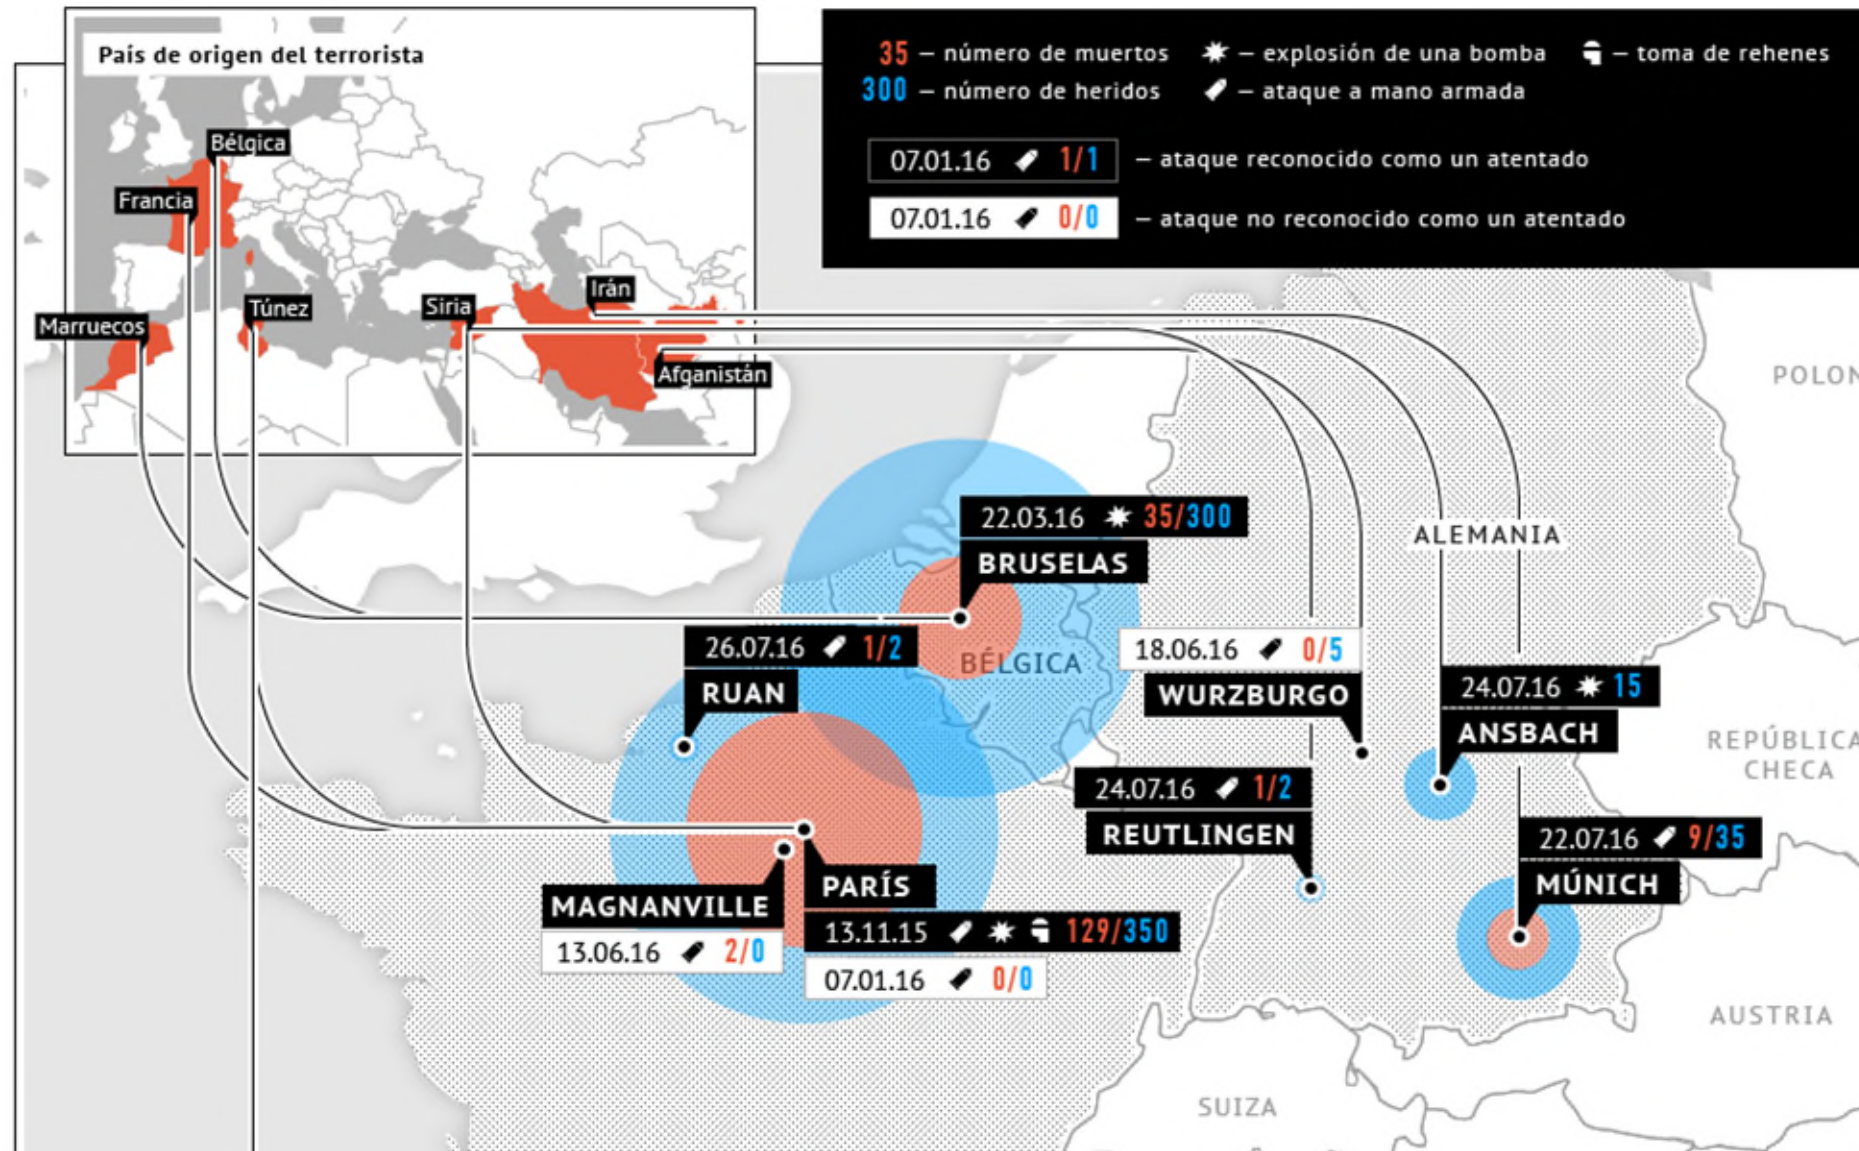 País de origen del terrorista
Bélgica
Francia
Marruecos
Túnez
Siria
Irán
Afganistán
35 – número de muertos
– explosión de una bomba
– toma de rehenes
300 – número de heridos
– ataque a mano armada
07.01.16 1/1 – ataque reconocido como un atentado
07.01.16 0/0 – ataque no reconocido como un atentado
POLON
ALEMANIA
22.03.16 35/300
BRUSELAS
BÉLGICA
26.07.16 1/2
RUAN
18.06.16 0/5
WURZBURGO
24.07.16 15
ANSBACH
REPÚBLICA
CHECA
24.07.16 1/2
REUTLINGEN
22.07.16 9/35
MÚNICH
MAGNANVILLE
13.06.16 2/0
PARÍS
13.11.15 129/350
07.01.16 0/0
AUSTRIA
SUIZA